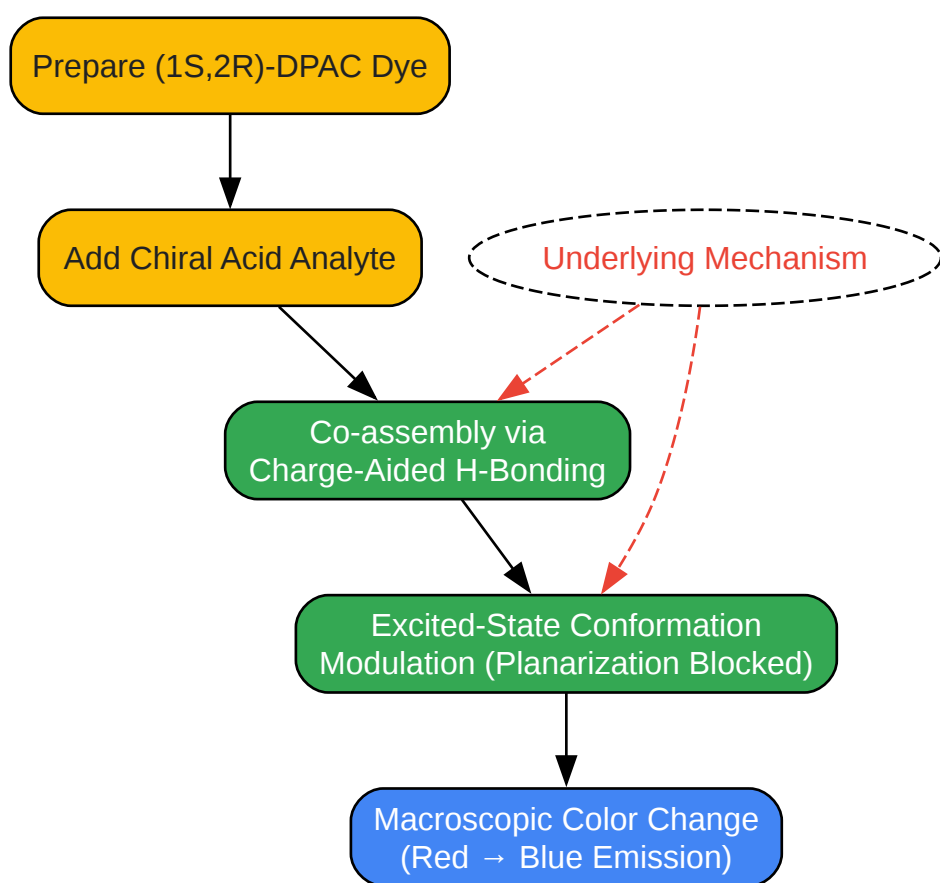 Prepare (1S,2R)-DPAC Dye
Add Chiral Acid Analyte
Underlying Mechanism
Co-assembly via
Charge-Aided H-Bonding
Excited-State Conformation
Modulation (Planarization Blocked)
Macroscopic Color Change
(Red → Blue Emission)